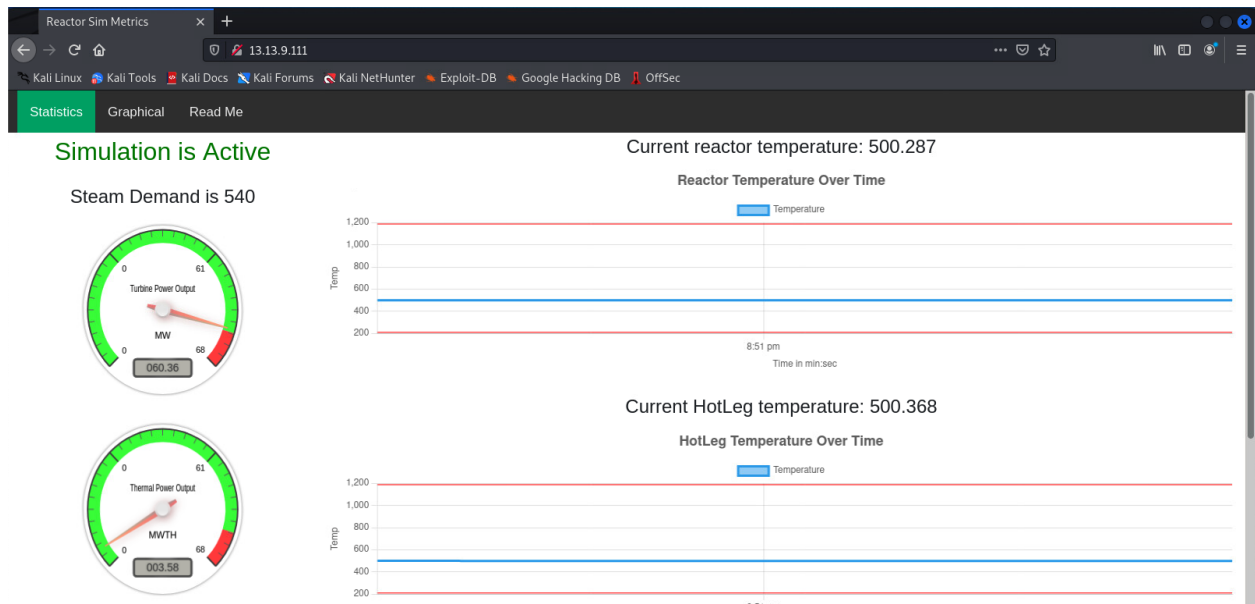 Reactor Sim Metrics
13.13.9.111
Kali Linux Kali Tools Kali Docs Kali Forums Kali NetHunter Exploit-DB Google Hacking DB OffSec
Statistics Graphical Read Me
Simulation is Active
Steam Demand is 540
0 61
Turbine Power Output
MW
0 68
060.36
0 61
Thermal Power Output
MWTH
0 68
003.58
Current reactor temperature: 500.287
Reactor Temperature Over Time
Temperature
1,200
1,000
800
Temp
600
400
200
8:51 pm
Time in min:sec
Current HotLeg temperature: 500.368
HotLeg Temperature Over Time
Temperature
1,200
1,000
800
Temp
600
400
200